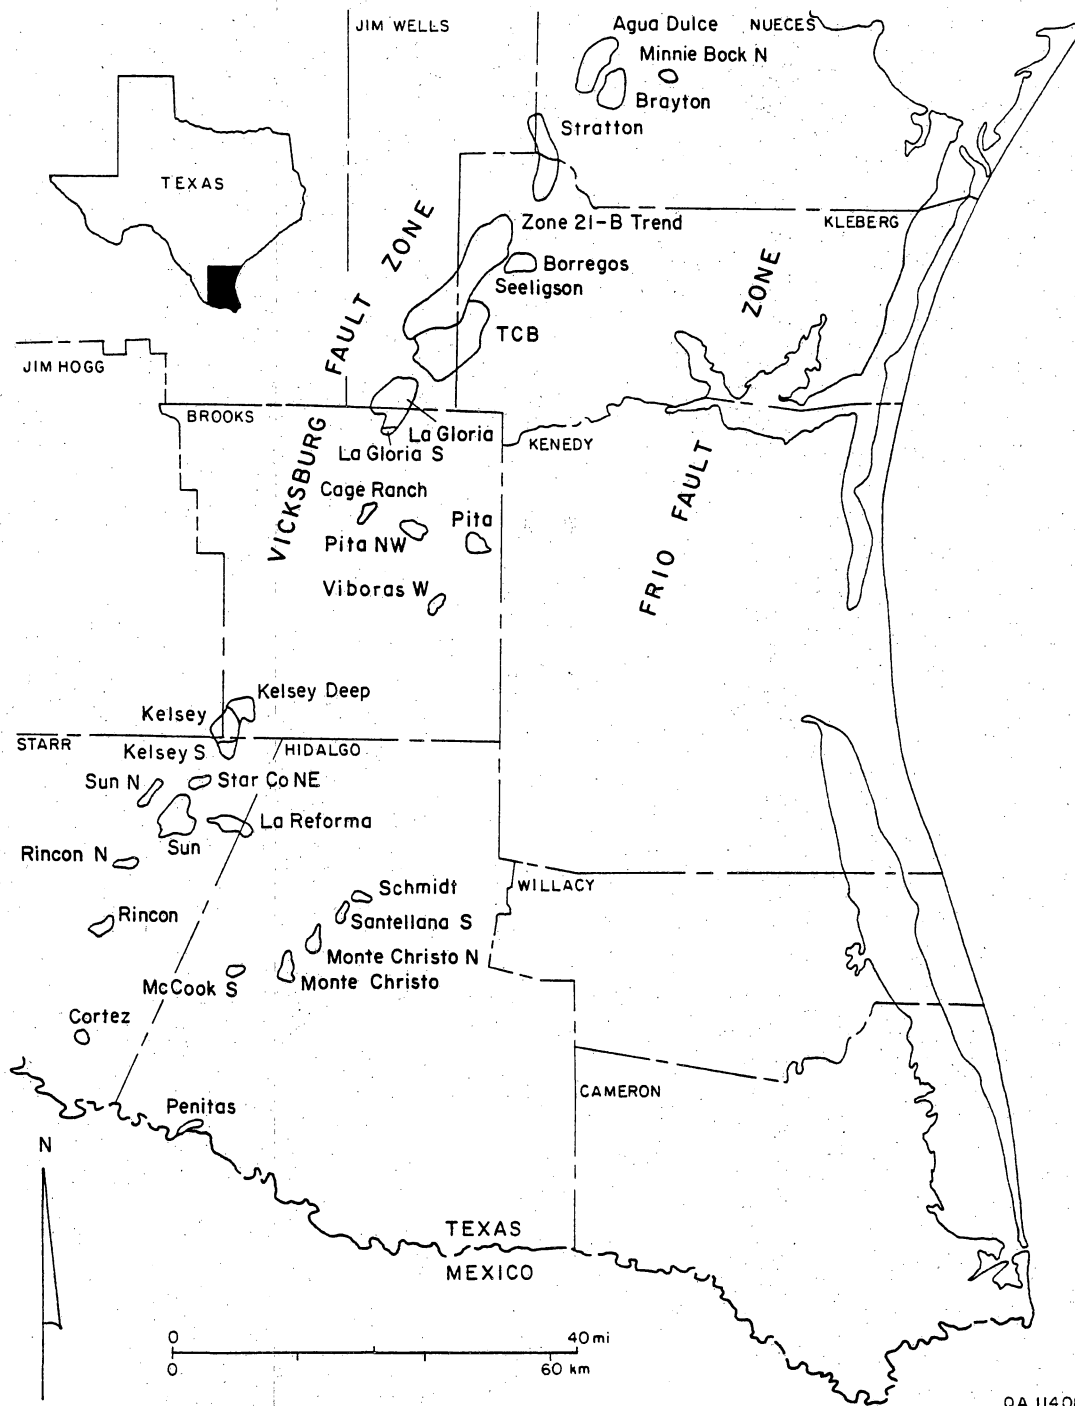 JIM WELLS
Agua Dulce
NUECES
Minnie Bock N
Brayton
Stratton
TEXAS
Zone 21-B Trend
KLEBERG
Borregos
Seeligson
TCB
VICKSBURG FAULT ZONE
FRIO FAULT ZONE
JIM HOGG
BROOKS
La Gloria
KENEDY
La Gloria S
Cage Ranch
Pita
Pita NW
Viboras W
Kelsey Deep
Kelsey
STARR
Kelsey S
HIDALGO
Sun N
Star Co NE
La Reforma
Sun
Rincon N
Schmidt
WILLACY
Rincon
Santellana S
Monte Christo N
McCook S
Monte Christo
Cortez
CAMERON
Penitas
N
TEXAS
MEXICO
0 40 mi
0 60 km